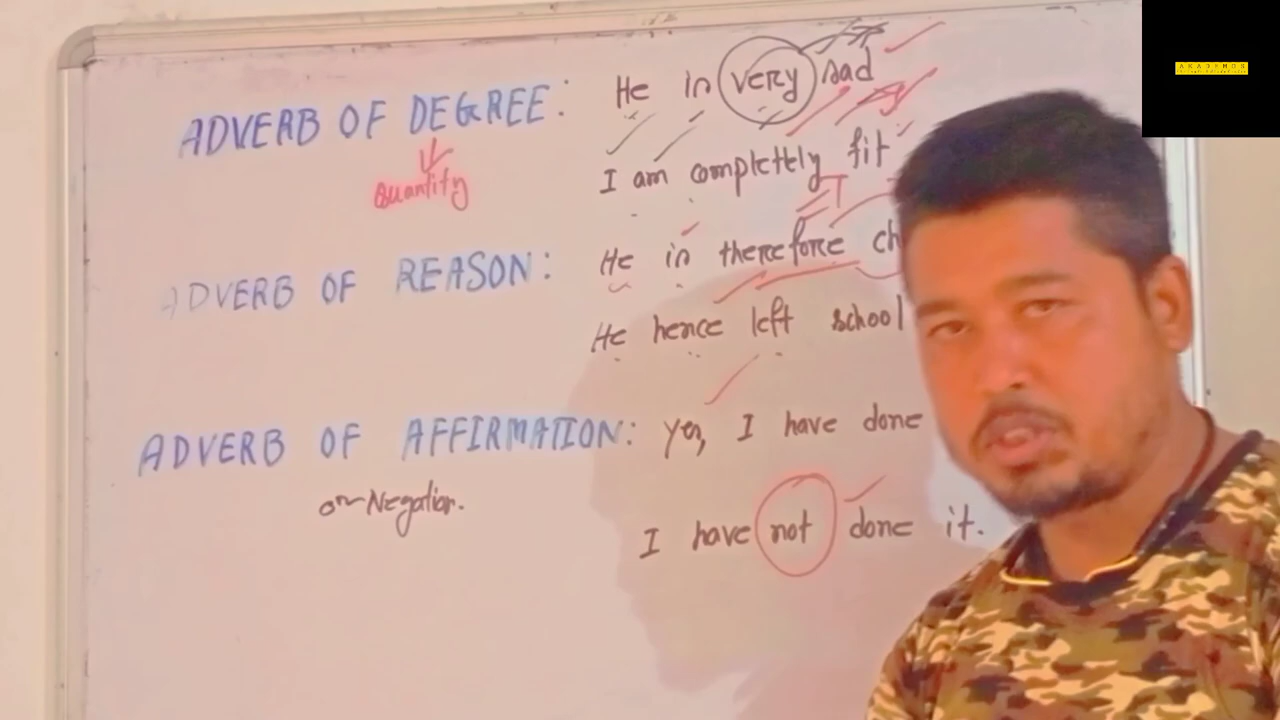 ADVERB OF DEGREE: He is very sad
Quantity
I am completely fit
ADVERB OF REASON: He is therefore
He hence left school
ADVERB OF AFFIRMATION: Yes, I have done
or Negation.
I have not done it.
AKADEMOS